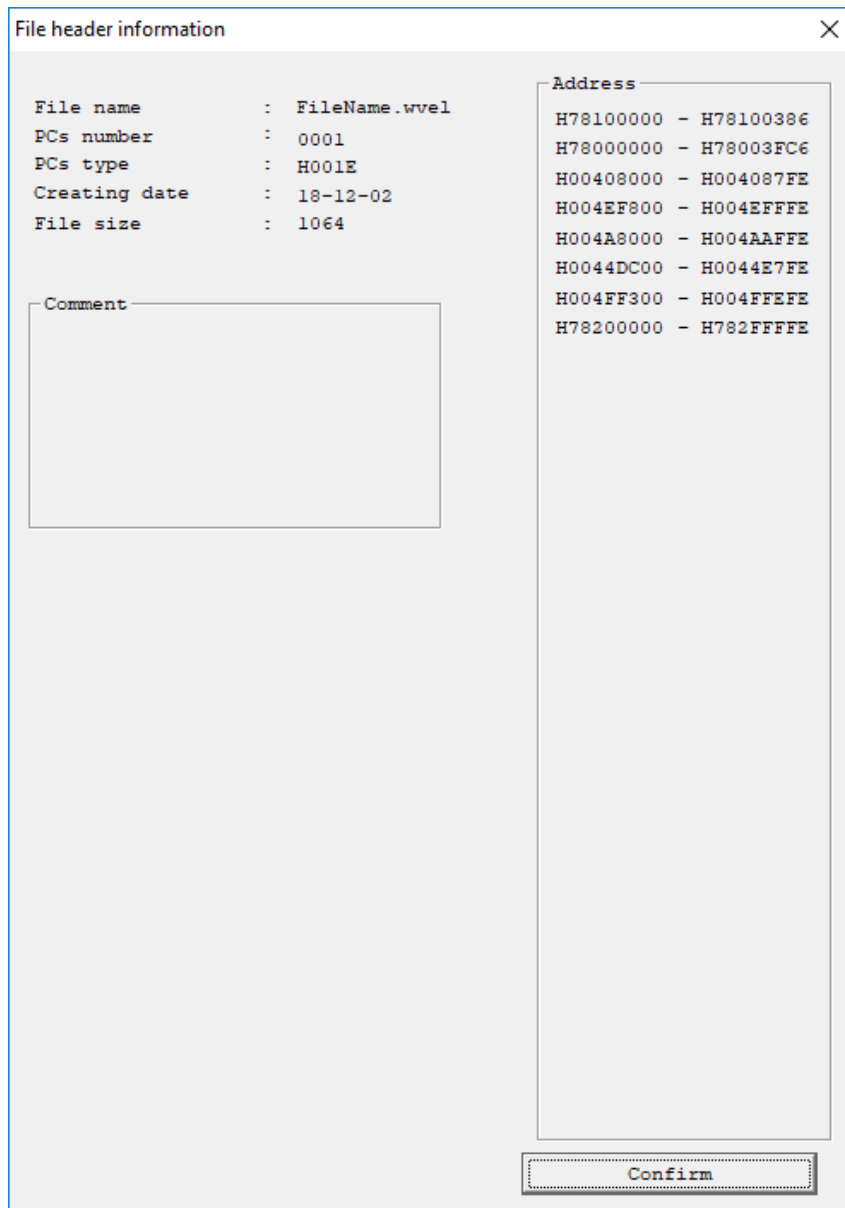 File header information
File name : FileName.wvel
PCs number : 0001
PCs type : H001E
Creating date : 18-12-02
File size : 1064
Comment
Address
H78100000 - H78100386
H78000000 - H78003FC6
H00408000 - H004087FE
H004EF800 - H004EFFFE
H004A8000 - H004AAFFE
H0044DC00 - H0044E7FE
H004FF300 - H004FFEFE
H78200000 - H782FFFFE
Confirm